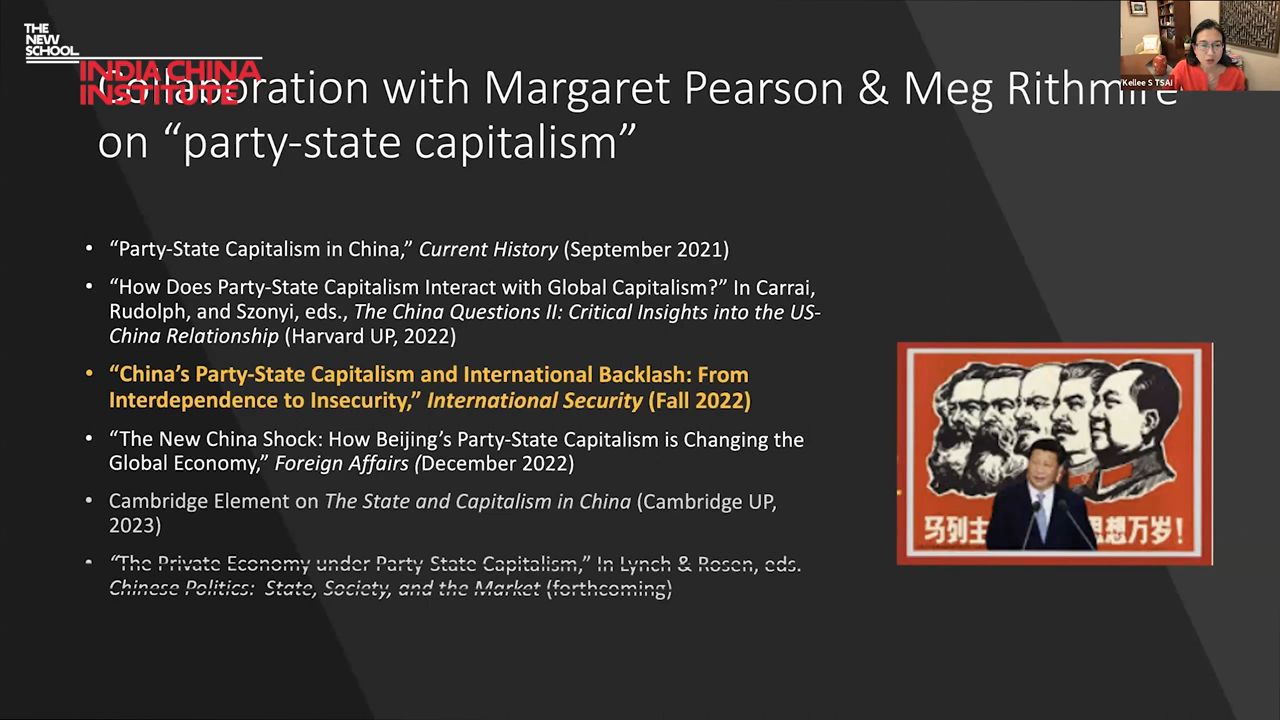 THE
NEW
SCHOOL
INDIA CHINA
INSTITUTE
Kellee S TSAI
Collaboration with Margaret Pearson & Meg Rithmire
on “party-state capitalism”
• “Party-State Capitalism in China,” Current History (September 2021)
• “How Does Party-State Capitalism Interact with Global Capitalism?” In Carrai,
Rudolph, and Szonyi, eds., The China Questions II: Critical Insights into the US-
China Relationship (Harvard UP, 2022)
• “China’s Party-State Capitalism and International Backlash: From
Interdependence to Insecurity,” International Security (Fall 2022)
• “The New China Shock: How Beijing’s Party-State Capitalism is Changing the
Global Economy,” Foreign Affairs (December 2022)
• Cambridge Element on The State and Capitalism in China (Cambridge UP,
2023)
• “The Private Economy under Party State Capitalism,” In Lynch & Rosen, eds.
Chinese Politics: State, Society, and the Market (forthcoming)
马列主 思想万岁!